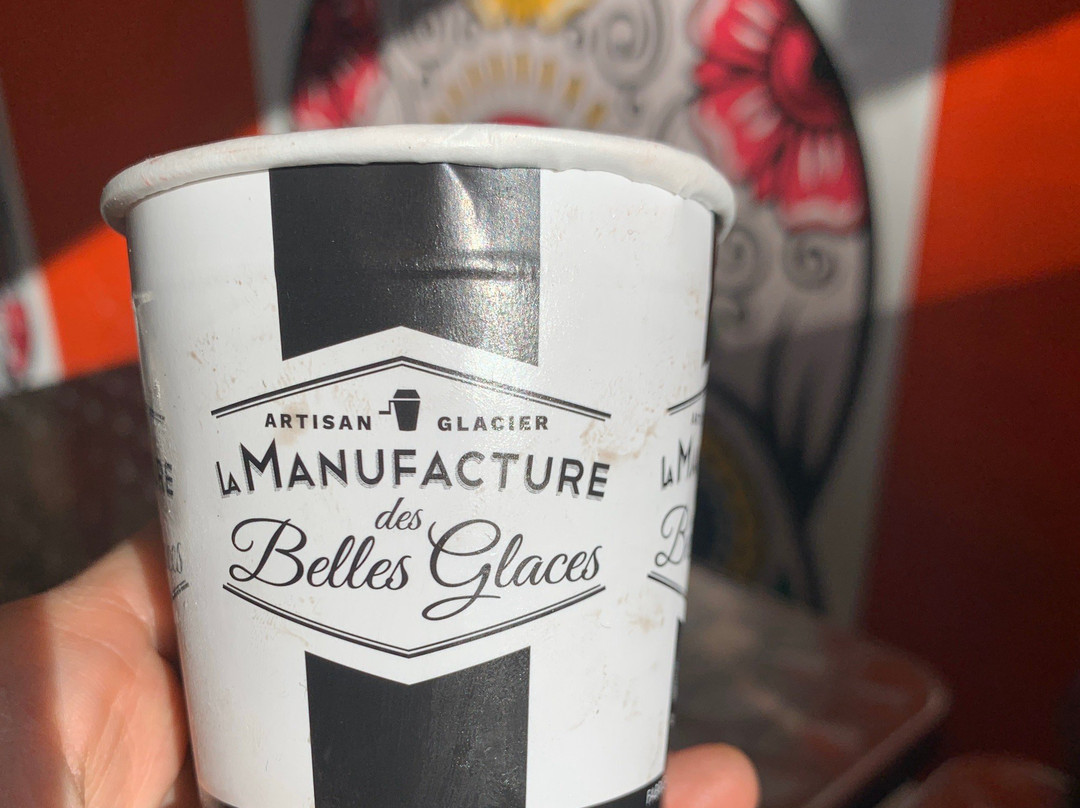 ARTISAN GLACIER
LA MANUFACTURE
des
Belles Glaces